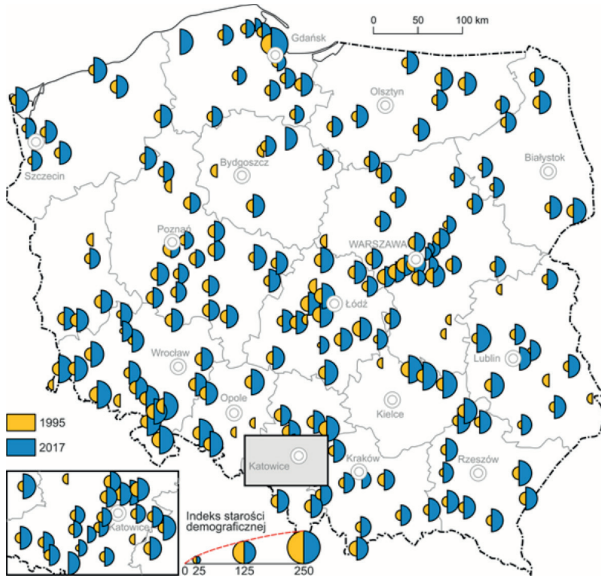 0 50 100 km
Gdańsk
Olsztyn
Szczecin
Bydgoszcz
Białystok
Poznań
WARSZAWA
Łódź
Wrocław
Lublin
Opole
Kielce
1995
2017
Katowice
Kraków
Rzeszów
Katowice
Indeks starości
demograficznej
0 25 125 250